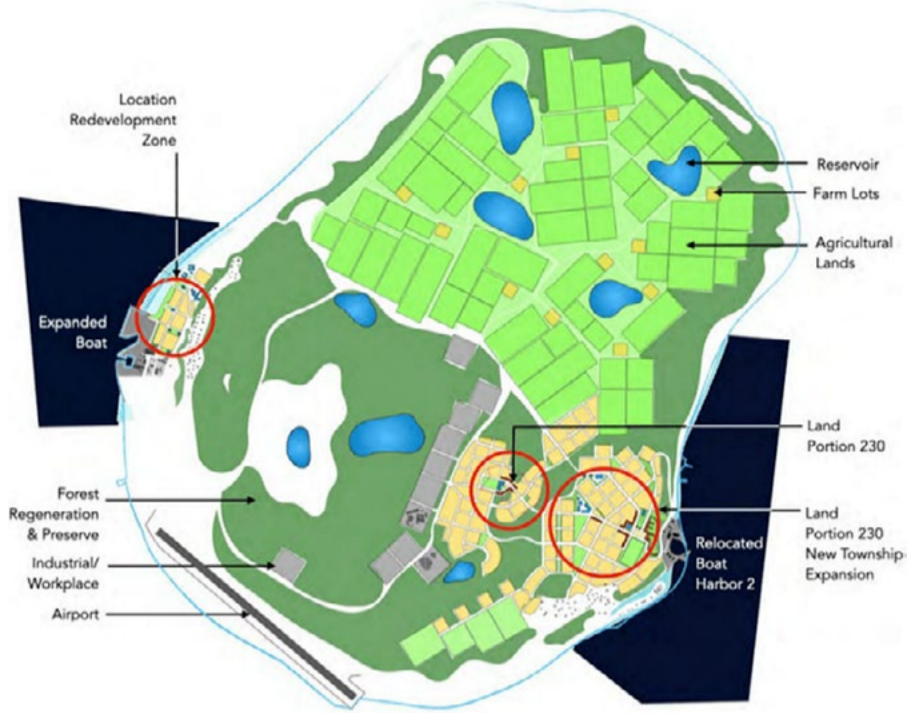 Location
Redevelopment
Zone
Reservoir
Farm Lots
Agricultural
Lands
Expanded
Boat
Land
Portion 230
Forest
Regeneration
& Preserve
Industrial/
Workplace
Airport
Land
Portion 230
New Township
Expansion
Relocated
Boat
Harbor 2